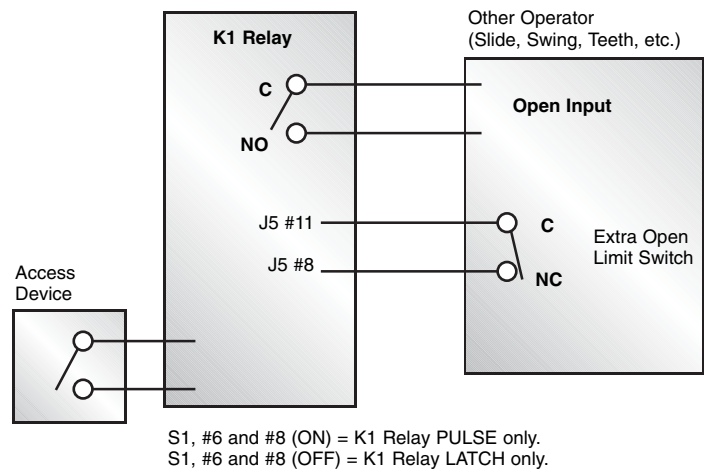 Other Operator
(Slide, Swing, Teeth, etc.)
K1 Relay
C
NO
Open Input
J5 #11
J5 #8
C
NC
Extra Open
Limit Switch
Access
Device
S1, #6 and #8 (ON) = K1 Relay PULSE only.
S1, #6 and #8 (OFF) = K1 Relay LATCH only.